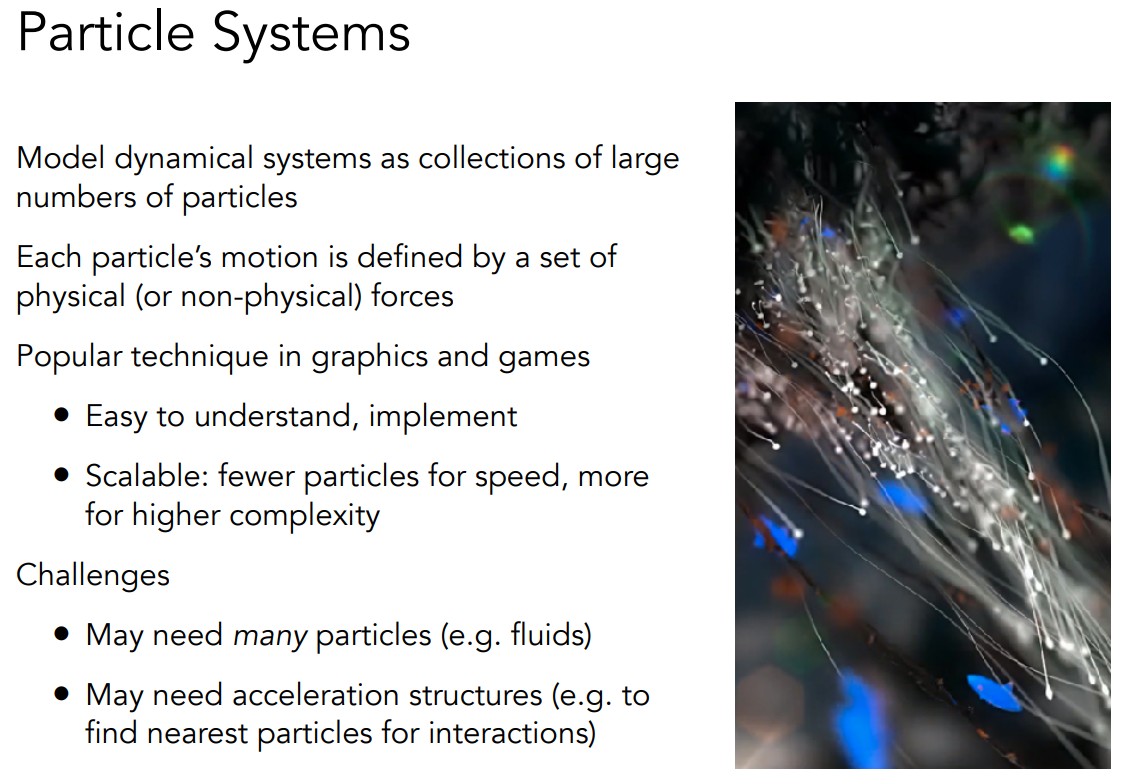 Particle Systems
Model dynamical systems as collections of large
numbers of particles
Each particle’s motion is defined by a set of
physical (or non-physical) forces
Popular technique in graphics and games
• Easy to understand, implement
• Scalable: fewer particles for speed, more
for higher complexity
Challenges
• May need many particles (e.g. fluids)
• May need acceleration structures (e.g. to
find nearest particles for interactions)